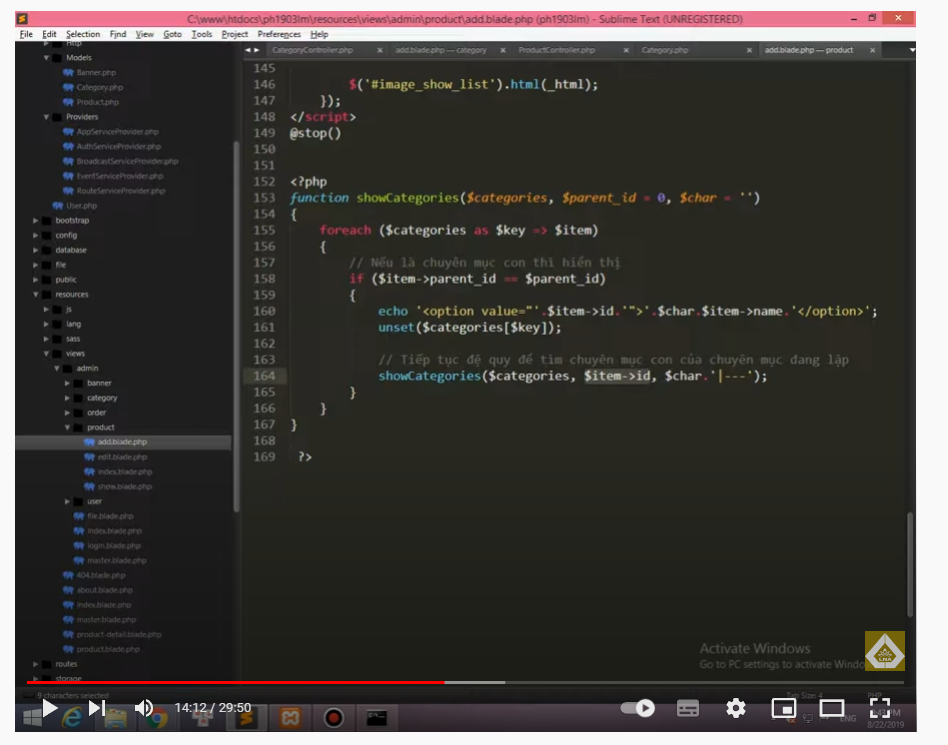 C:\www\htdocs\ph1903lm\resources\views\admin\product\add.blade.php (ph1903lm) - Sublime Text (UNREGISTERED)
File Edit Selection Find View Goto Tools Project Preferences Help
CategoryController.php × add.blade.php — category × ProductController.php × Category.php × add.blade.php — product ×
Http
Models
Banner.php
Category.php
Product.php
Providers
AppServiceProvider.php
AuthServiceProvider.php
BroadcastServiceProvider.php
EventServiceProvider.php
RouteServiceProvider.php
User.php
bootstrap
config
database
file
public
resources
js
lang
sass
views
admin
banner
category
order
product
add.blade.php
edit.blade.php
index.blade.php
show.blade.php
user
file.blade.php
index.blade.php
login.blade.php
master.blade.php
404.blade.php
about.blade.php
index.blade.php
master.blade.php
product-detail.blade.php
product.blade.php
routes
storage
145
146 $('#image_show_list').html(_html);
147 });
148 </script>
149 @stop()
150
151
152 <?php
153 function showCategories($categories, $parent_id = 0, $char = '')
154 {
155 foreach ($categories as $key => $item)
156 {
157 // Nếu là chuyên mục con thì hiển thị
158 if ($item->parent_id == $parent_id)
159 {
160 echo '<option value="'.$item->id.'">'.$char.$item->name.'</option>';
161 unset($categories[$key]);
162
163 // Tiếp tục đệ quy để tìm chuyên mục con của chuyên mục đang lặp
164 showCategories($categories, $item->id, $char.'|---');
165 }
166 }
167 }
168
169 ?>
Activate Windows
Go to PC settings to activate Windo
9 characters selected
Tab Size: 4
PHP
14:12 / 29:50
ENG
8/22/2019